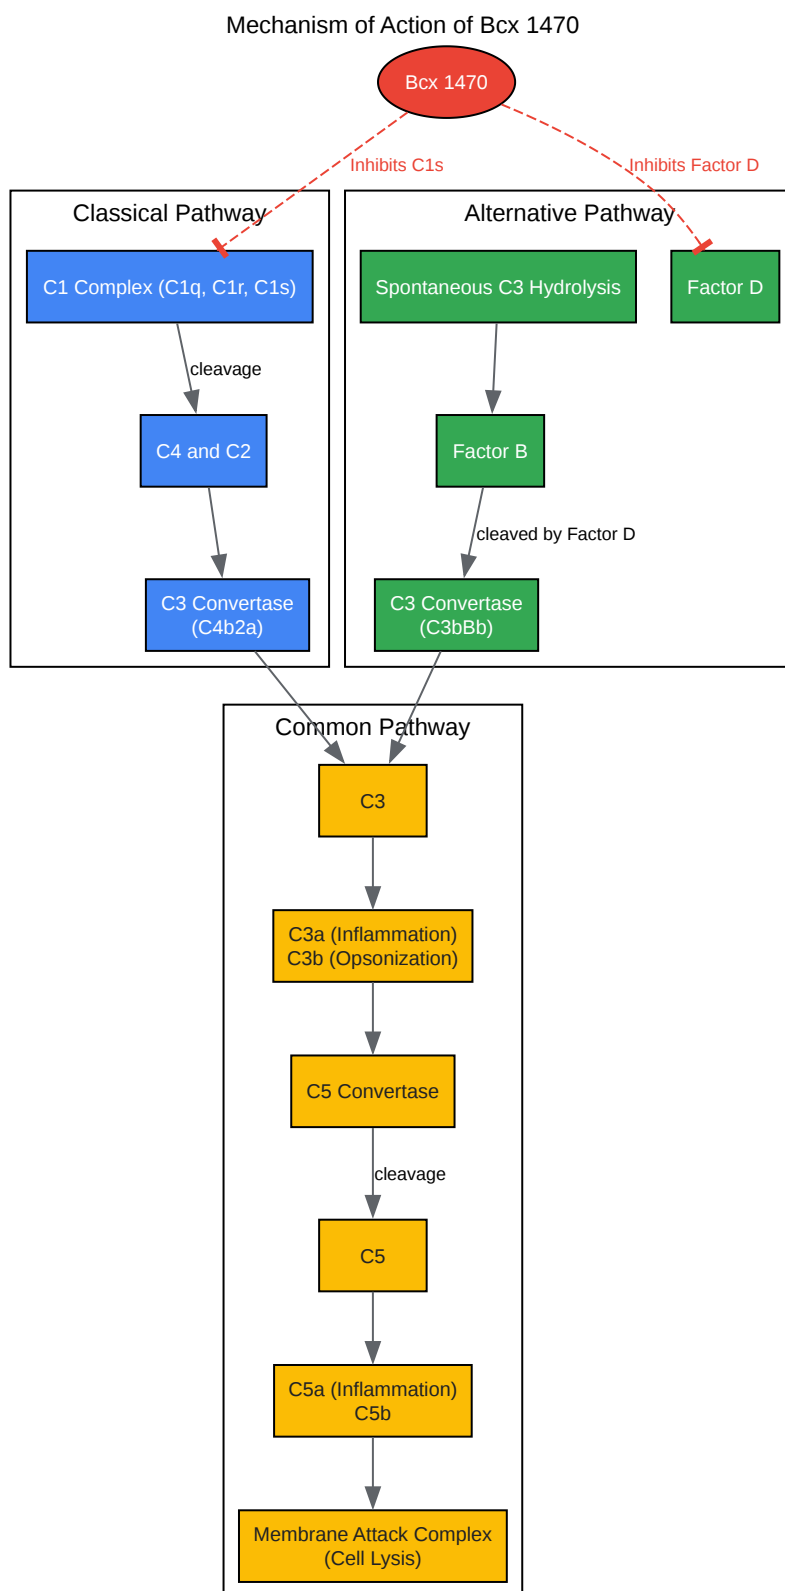 Mechanism of Action of Bcx 1470
Bcx 1470
Inhibits C1s
Inhibits Factor D
Classical Pathway
Alternative Pathway
C1 Complex (C1q, C1r, C1s)
Spontaneous C3 Hydrolysis
Factor D
cleavage
C4 and C2
Factor B
cleaved by Factor D
C3 Convertase
(C4b2a)
C3 Convertase
(C3bBb)
Common Pathway
C3
C3a (Inflammation)
C3b (Opsonization)
C5 Convertase
cleavage
C5
C5a (Inflammation)
C5b
Membrane Attack Complex
(Cell Lysis)